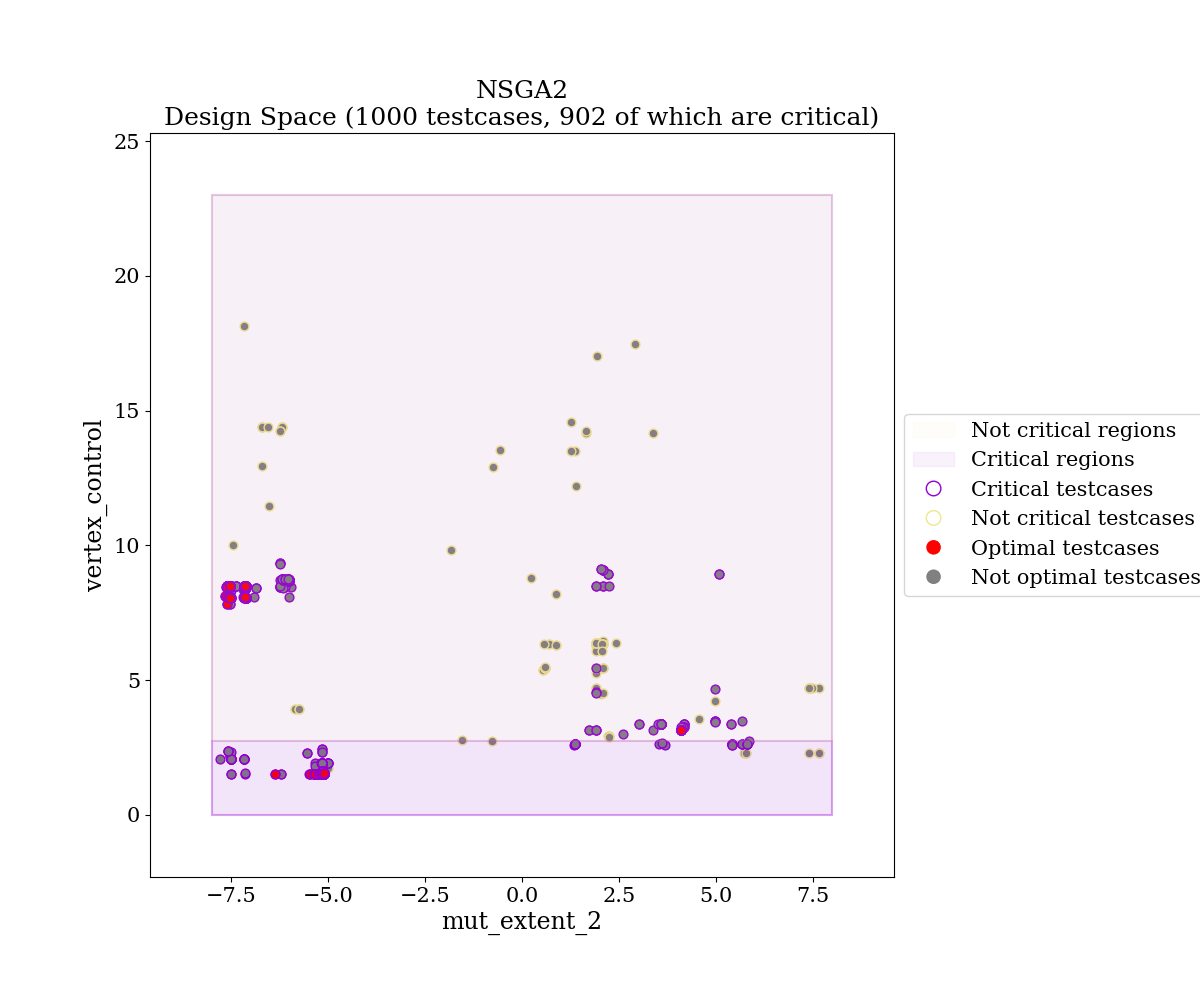 NSGA2
Design Space (1000 testcases, 902 of which are critical)
25
20
15
10
5
0
vertex_control
−7.5
−5.0
−2.5
0.0
2.5
5.0
7.5
mut_extent_2
Not critical regions
Critical regions
Critical testcases
Not critical testcases
Optimal testcases
Not optimal testcases